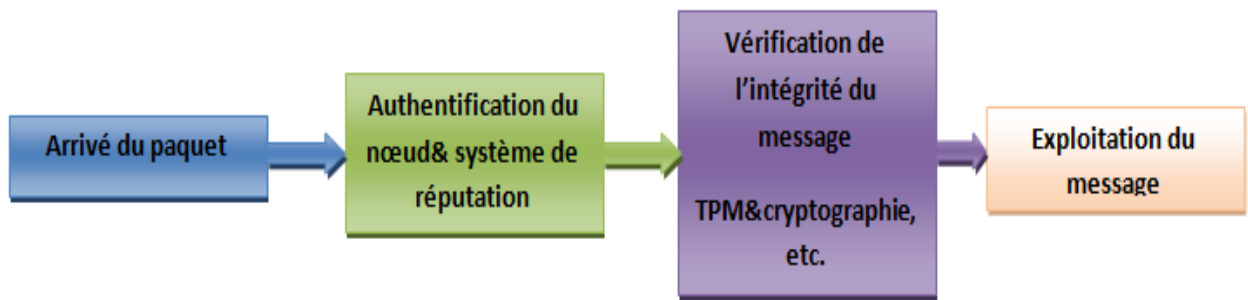 Arrivé du paquet
Authentification du
nœud& système de
réputation
Vérification de
l'intégrité du
message
TPM&cryptographie,
etc.
Exploitation du
message